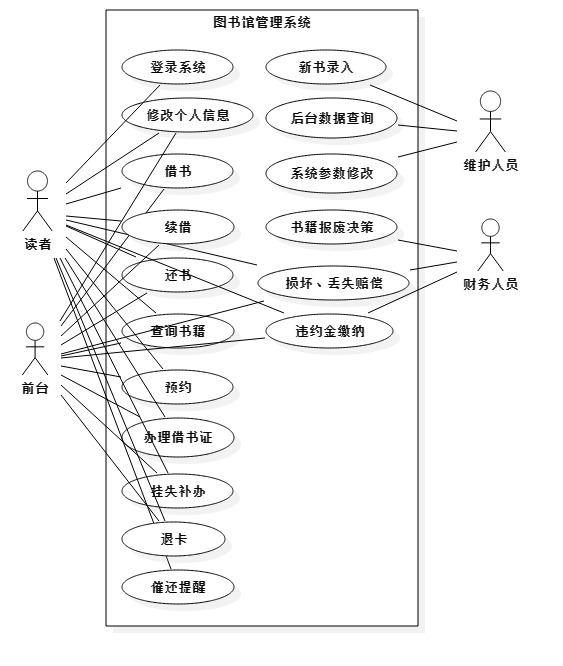 图书馆管理系统
登录系统
新书录入
修改个人信息
后台数据查询
维护人员
借书
系统参数修改
读者
续借
书籍报废决策
还书
损坏、丢失赔偿
财务人员
查询书籍
违约金缴纳
前台
预约
办理借书证
挂失补办
退卡
催还提醒